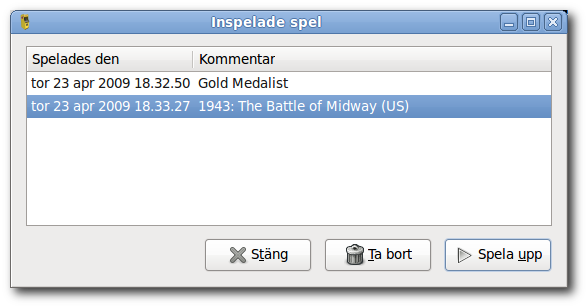 Inspelade spel
Spelades den Kommentar
tor 23 apr 2009 18.32.50 Gold Medalist
tor 23 apr 2009 18.33.27 1943: The Battle of Midway (US)
Stäng Ta bort Spela upp